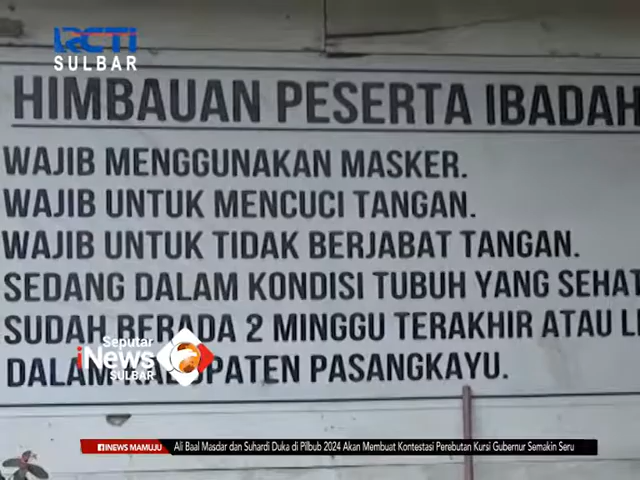 RCTI
SULBAR
HIMBAUAN PESERTA IBADAH
WAJIB MENGGUNAKAN MASKER.
WAJIB UNTUK MENCUCI TANGAN.
WAJIB UNTUK TIDAK BERJABAT TANGAN.
SEDANG DALAM KONDISI TUBUH YANG SEHAT
SUDAH BERADA 2 MINGGU TERAKHIR ATAU
DALAM PASANGKAYU.
Seputar
iNews
SULBAR
INEWS MAMUJU
Ali Baal Masdar dan Suhardi Duka di Pilbub 2024 Akan Membuat Kontestasi Perebutan Kursi Gubernur Semakin Seru